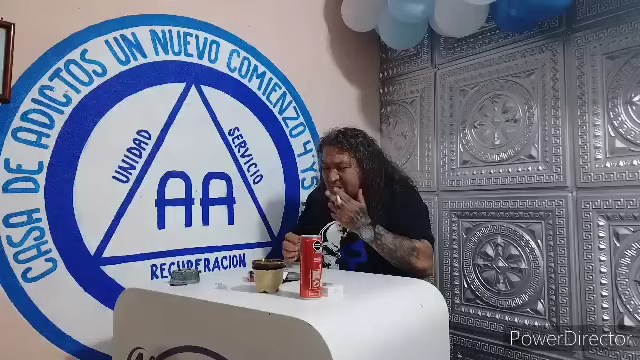 CASA DE ADICTOS UN NUEVO COMIENZO 4 Y 5
UNIDAD
SERVICIO
AA
RECUPERACION
PowerDirector